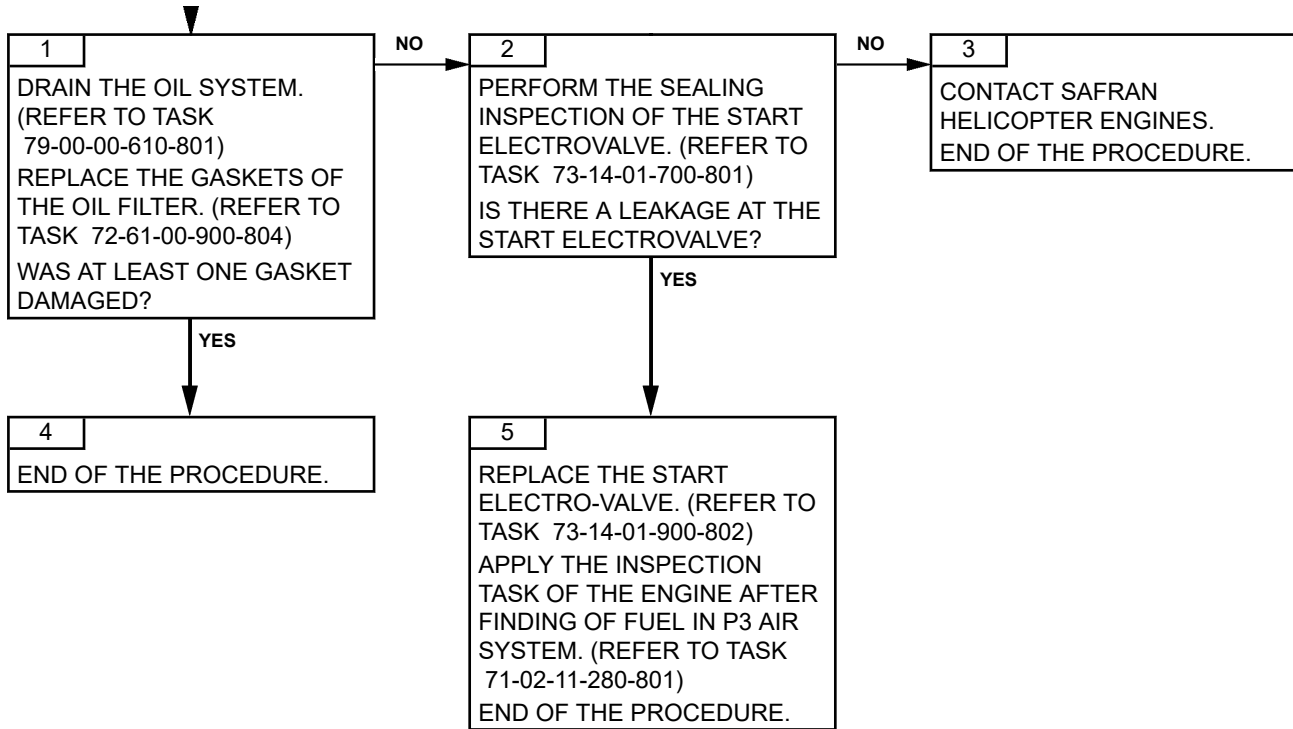 1
DRAIN THE OIL SYSTEM.
(REFER TO TASK
79-00-00-610-801)
REPLACE THE GASKETS OF
THE OIL FILTER. (REFER TO
TASK 72-61-00-900-804)
WAS AT LEAST ONE GASKET
DAMAGED?
NO
2
PERFORM THE SEALING
INSPECTION OF THE START
ELECTROVALVE. (REFER TO
TASK 73-14-01-700-801)
IS THERE A LEAKAGE AT THE
START ELECTROVALVE?
NO
3
CONTACT SAFRAN
HELICOPTER ENGINES.
END OF THE PROCEDURE.
YES
YES
4
END OF THE PROCEDURE.
5
REPLACE THE START
ELECTRO-VALVE. (REFER TO
TASK 73-14-01-900-802)
APPLY THE INSPECTION
TASK OF THE ENGINE AFTER
FINDING OF FUEL IN P3 AIR
SYSTEM. (REFER TO TASK
71-02-11-280-801)
END OF THE PROCEDURE.